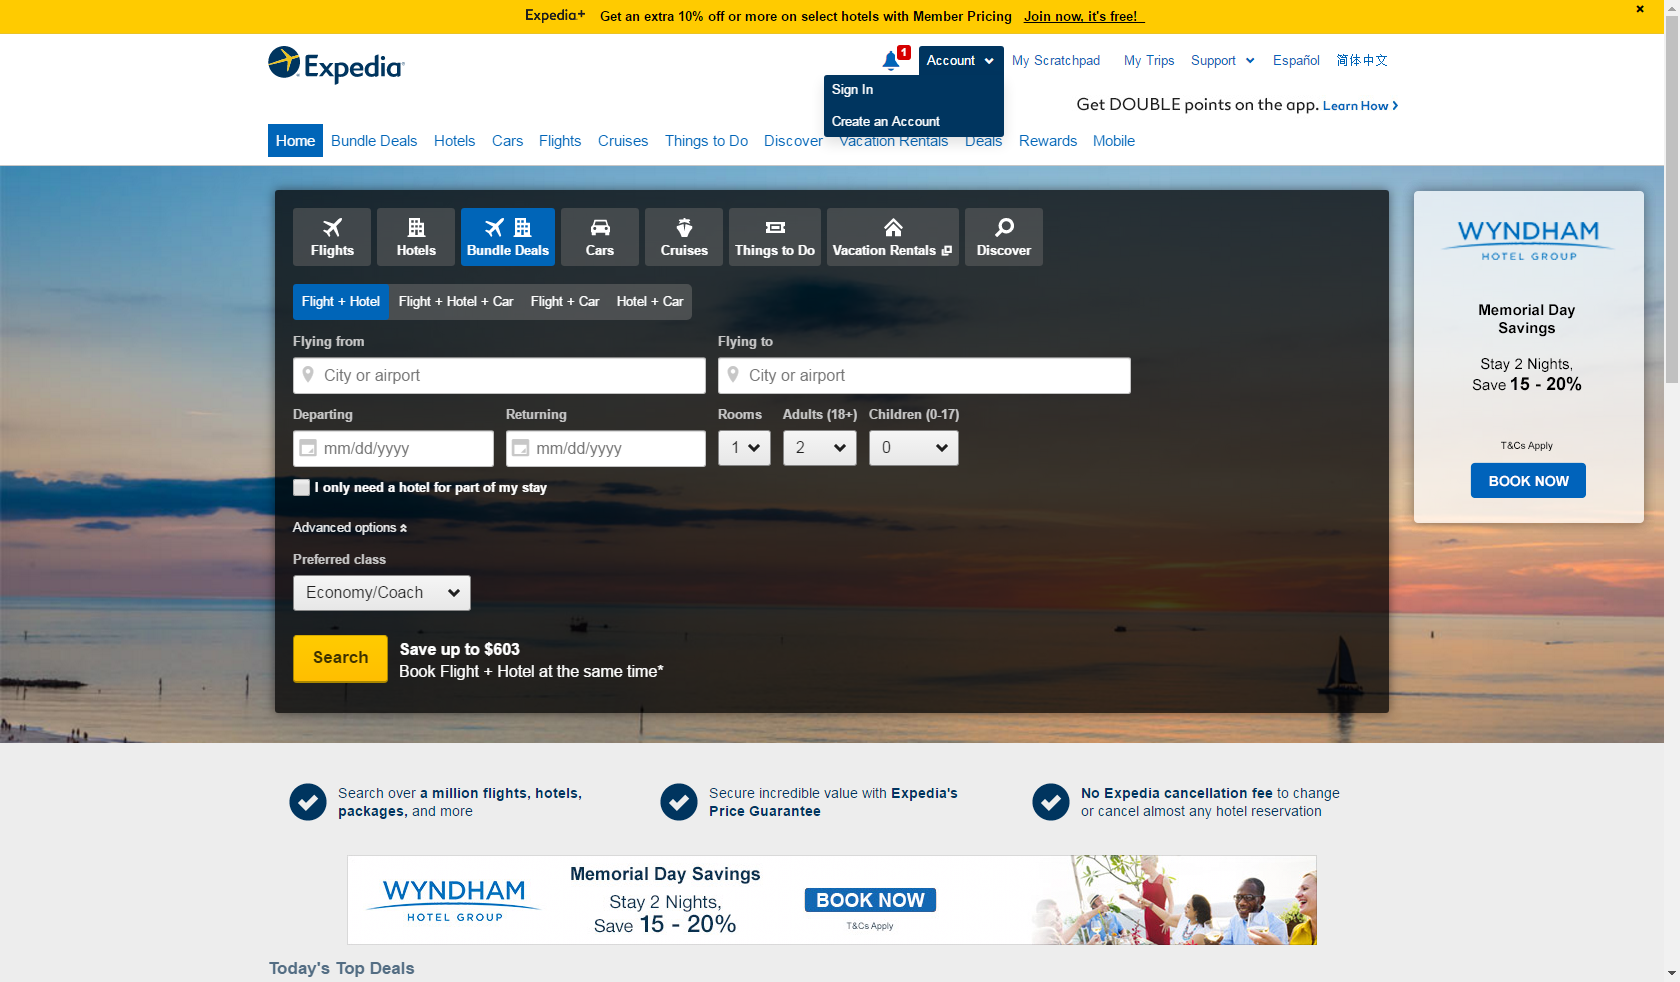 Expedia+ Get an extra 10% off or more on select hotels with Member Pricing Join now, it's free!
Expedia
1
Account My Scratchpad My Trips Support Español 简体中文
Sign In
Create an Account
Get DOUBLE points on the app. Learn How
Home Bundle Deals Hotels Cars Flights Cruises Things to Do Discover Vacation Rentals Deals Rewards Mobile
Flights Hotels Bundle Deals Cars Cruises Things to Do Vacation Rentals Discover
Flight + Hotel Flight + Hotel + Car Flight + Car Hotel + Car
Flying from Flying to
City or airport City or airport
Departing Returning Rooms Adults (18+) Children (0-17)
mm/dd/yyyy mm/dd/yyyy 1 2 0
I only need a hotel for part of my stay
Advanced options
Preferred class
Economy/Coach
Search
Save up to $603
Book Flight + Hotel at the same time*
WYNDHAM
HOTEL GROUP
Memorial Day
Savings
Stay 2 Nights,
Save 15 - 20%
T&Cs Apply
BOOK NOW
Search over a million flights, hotels,
packages, and more
Secure incredible value with Expedia's
Price Guarantee
No Expedia cancellation fee to change
or cancel almost any hotel reservation
WYNDHAM
HOTEL GROUP
Memorial Day Savings
Stay 2 Nights,
Save 15 - 20%
BOOK NOW
T&Cs Apply
Today's Top Deals